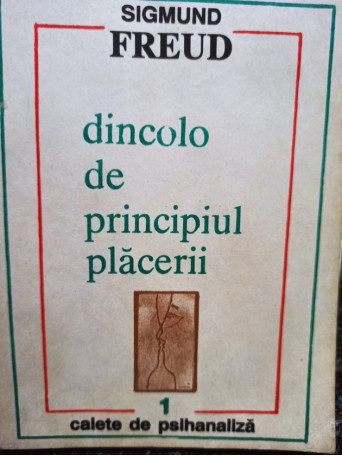 SIGMUND
FREUD
dincolo
de
principiul
plăcerii
1
caiete de psihanaliză